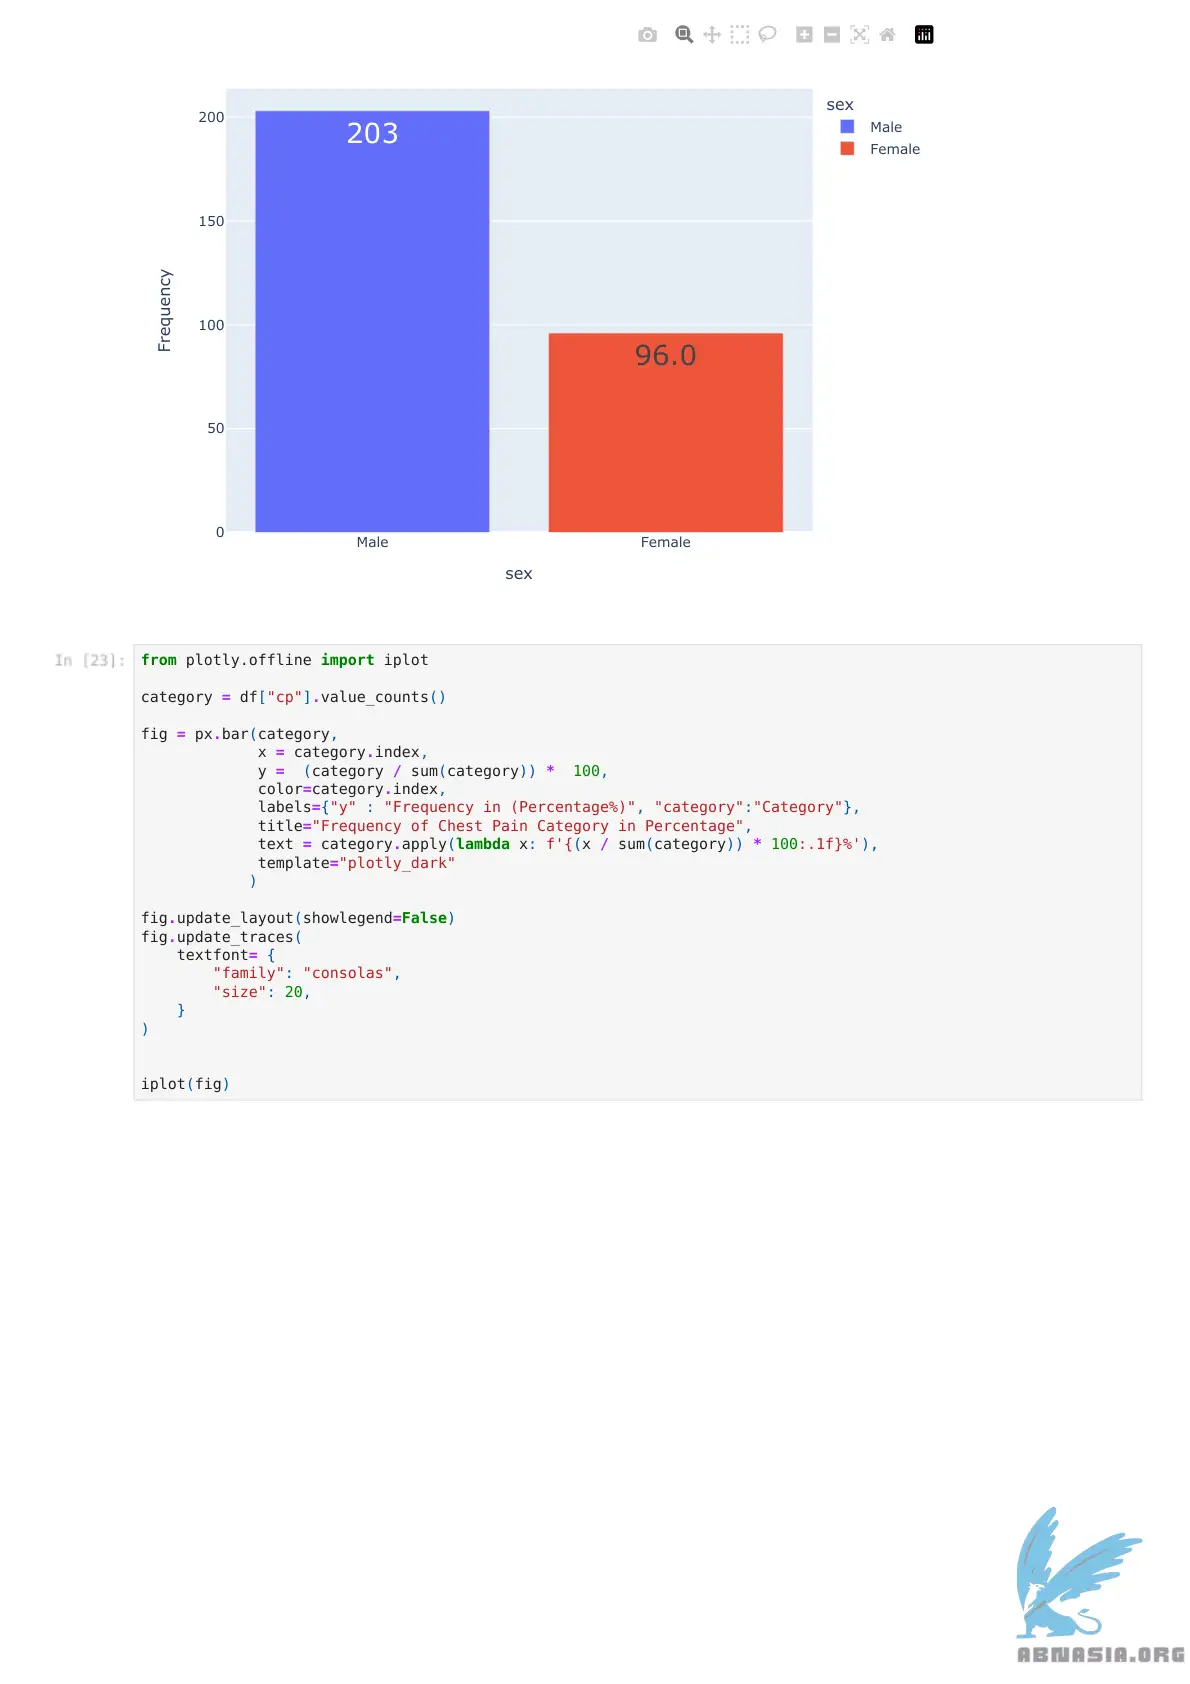 200
150
100
50
0
Frequency
203
96.0
Male
Female
sex
sex
Male
Female
In [23]:
from plotly.offline import iplot
category = df["cp"].value_counts()
fig = px.bar(category,
             x = category.index,
             y =  (category / sum(category)) *  100,
             color=category.index,
             labels={"y" : "Frequency in (Percentage%)", "category":"Category"},
             title="Frequency of Chest Pain Category in Percentage",
             text = category.apply(lambda x: f'{(x / sum(category)) * 100:.1f}%'),
             template="plotly_dark"
            )
fig.update_layout(showlegend=False)
fig.update_traces(
    textfont= {
        "family": "consolas",
        "size": 20,
    }
)
iplot(fig)
ABNASIA.ORG